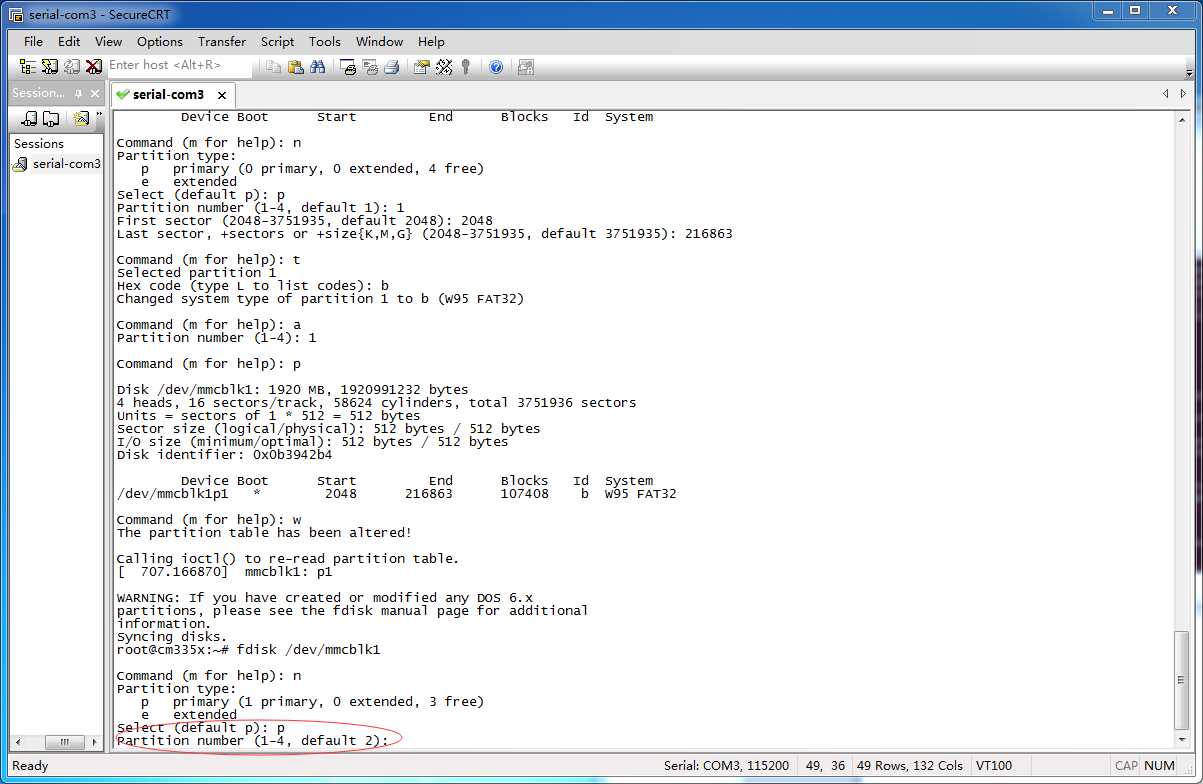 serial-com3 - SecureCRT
File Edit View Options Transfer Script Tools Window Help
Enter host <Alt+R>
Session...
serial-com3
Sessions
serial-com3
Device Boot Start End Blocks Id System
Command (m for help): n
Partition type:
p primary (0 primary, 0 extended, 4 free)
e extended
Select (default p): p
Partition number (1-4, default 1): 1
First sector (2048-3751935, default 2048): 2048
Last sector, +sectors or +size{K,M,G} (2048-3751935, default 3751935): 216863
Command (m for help): t
Selected partition 1
Hex code (type L to list codes): b
Changed system type of partition 1 to b (W95 FAT32)
Command (m for help): a
Partition number (1-4): 1
Command (m for help): p
Disk /dev/mmcblk1: 1920 MB, 1920991232 bytes
4 heads, 16 sectors/track, 58624 cylinders, total 3751936 sectors
Units = sectors of 1 * 512 = 512 bytes
Sector size (logical/physical): 512 bytes / 512 bytes
I/O size (minimum/optimal): 512 bytes / 512 bytes
Disk identifier: 0x0b3942b4
Device Boot Start End Blocks Id System
/dev/mmcblk1p1 * 2048 216863 107408 b W95 FAT32
Command (m for help): w
The partition table has been altered!
Calling ioctl() to re-read partition table.
[ 707.166870] mmcblk1: p1
WARNING: If you have created or modified any DOS 6.x
partitions, please see the fdisk manual page for additional
information.
Syncing disks.
root@cm335x:~# fdisk /dev/mmcblk1
Command (m for help): n
Partition type:
p primary (1 primary, 0 extended, 3 free)
e extended
Select (default p): p
Partition number (1-4, default 2):
Ready Serial: COM3, 115200 49, 36 49 Rows, 132 Cols VT100 CAP NUM